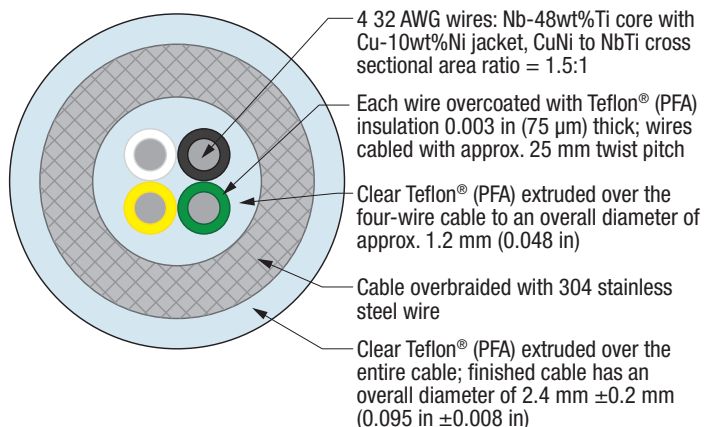 4 32 AWG wires: Nb-48wt%Ti core with
Cu-10wt%Ni jacket, CuNi to NbTi cross
sectional area ratio = 1.5:1
Each wire overcoated with Teflon® (PFA)
insulation 0.003 in (75 µm) thick; wires
cabled with approx. 25 mm twist pitch
Clear Teflon® (PFA) extruded over the
four-wire cable to an overall diameter of
approx. 1.2 mm (0.048 in)
Cable overbraided with 304 stainless
steel wire
Clear Teflon® (PFA) extruded over the
entire cable; finished cable has an
overall diameter of 2.4 mm ±0.2 mm
(0.095 in ±0.008 in)